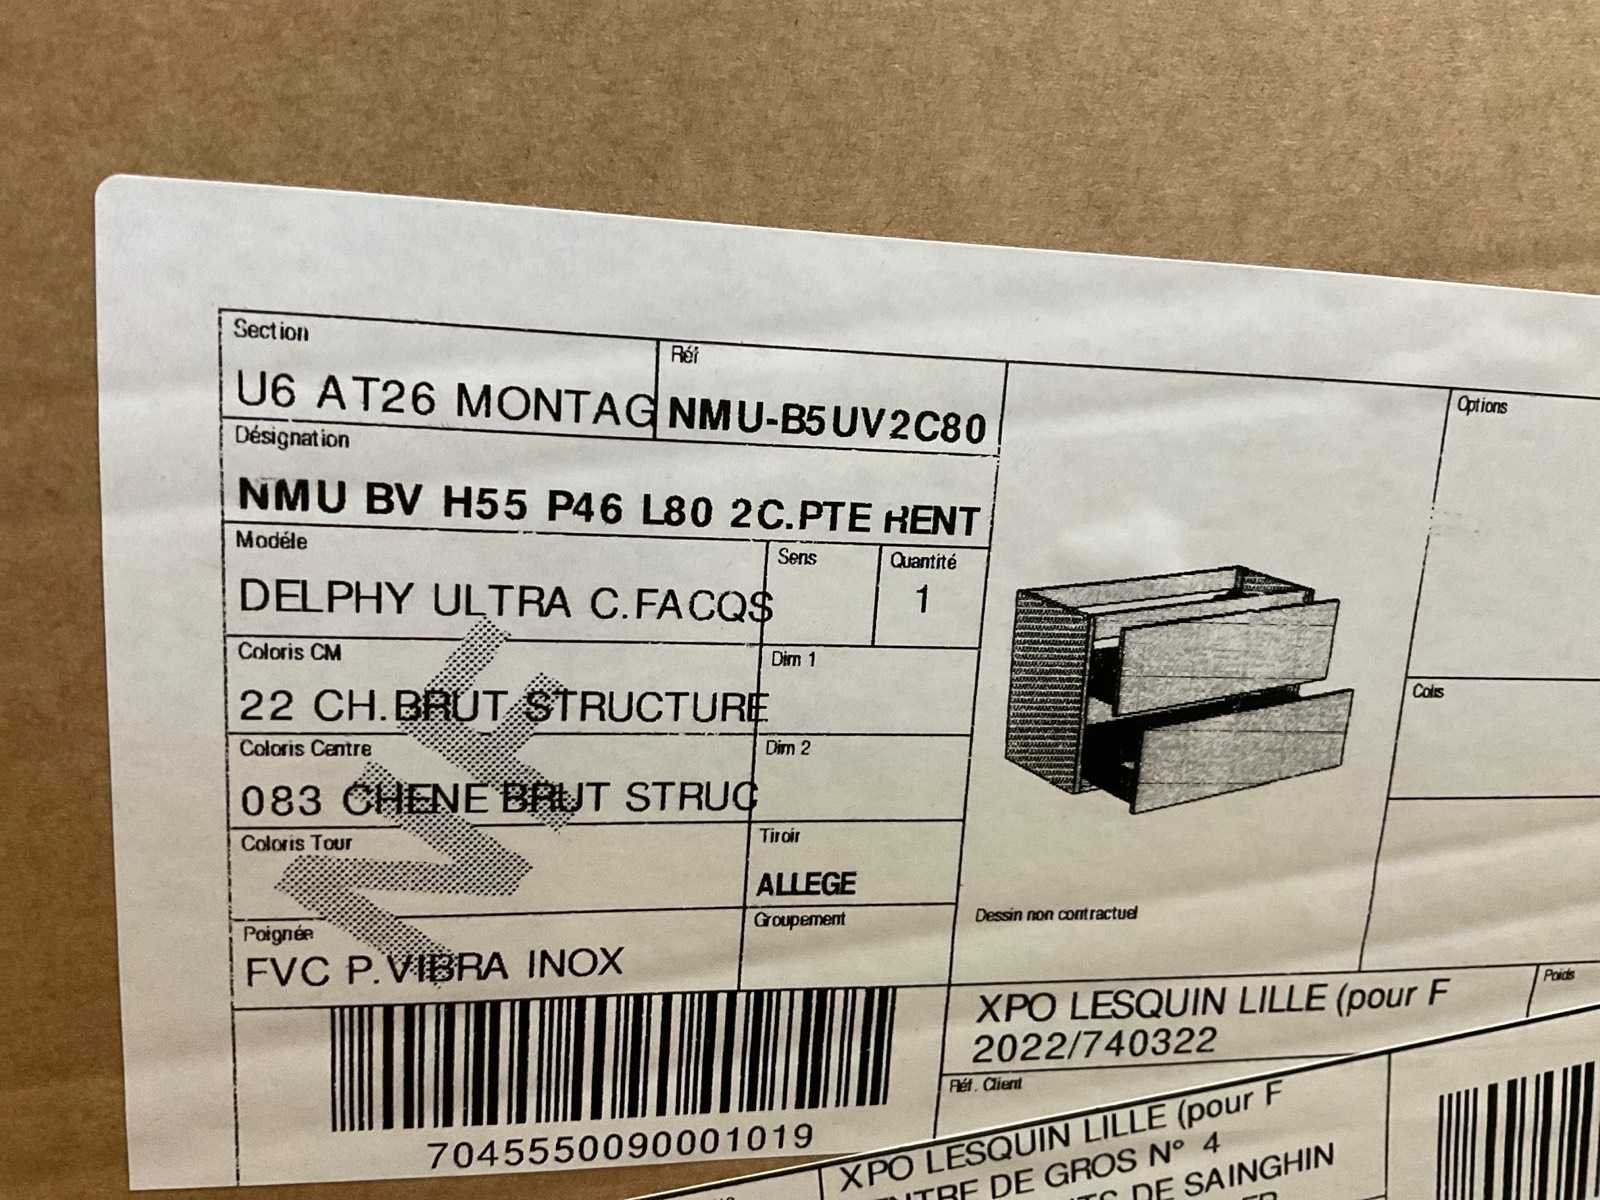 Section
Réf
Options
U6 AT26 MONTAG
NMU-B5UV2C80
Désignation
NMU BV H55 P46 L80 2C.PTE RENT
Modéle
Sens
Quantité
DELPHY ULTRA C.FACQS
1
Coloris CM
Dim 1
Colis
22 CH.BRUT STRUCTURE
Coloris Centre
Dim 2
083 CHENE BRUT STRUC
Coloris Tour
Tiroir
ALLEGE
Poignée
Groupement
Dessin non contractuel
FVC P.VIBRA INOX
XPO LESQUIN LILLE (pour F
Poids
2022/740322
Réf. Client
7045550090001019
XPO LESQUIN LILLE (pour F
NTRE DE GROS N° 4
DE SAINGHIN